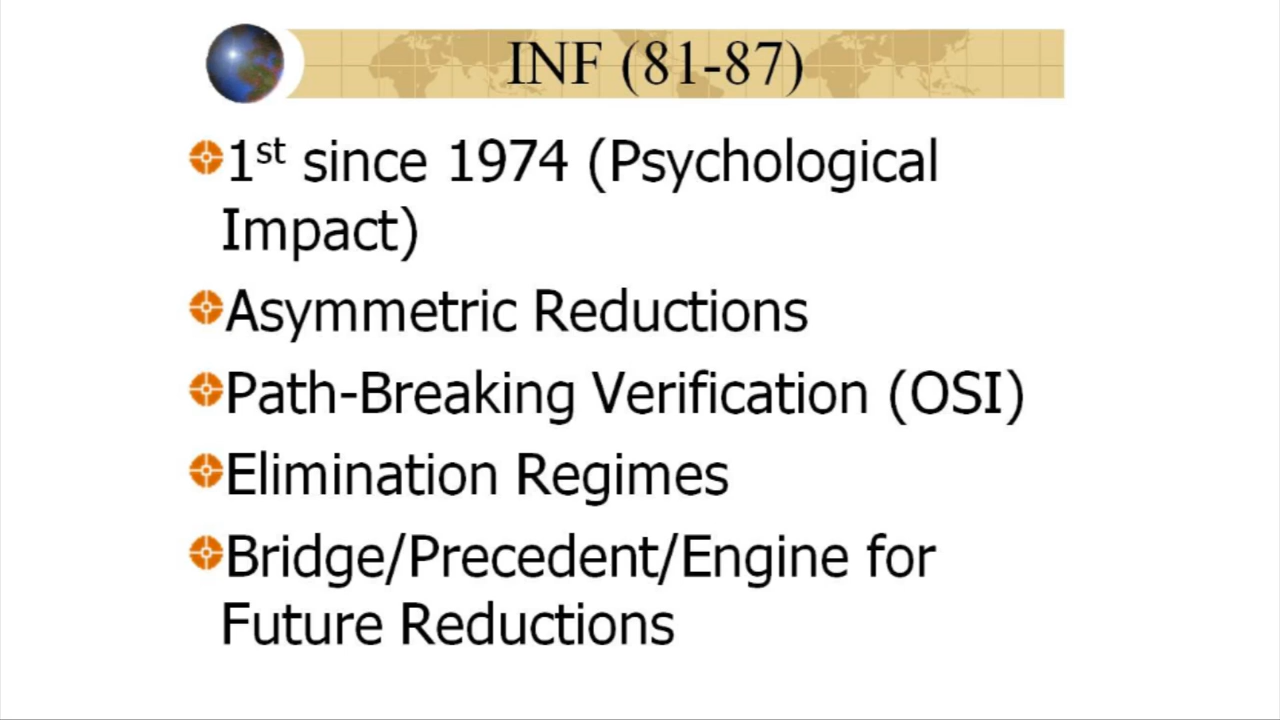 INF (81-87)
1st since 1974 (Psychological
Impact)
Asymmetric Reductions
Path-Breaking Verification (OSI)
Elimination Regimes
Bridge/Precedent/Engine for
Future Reductions